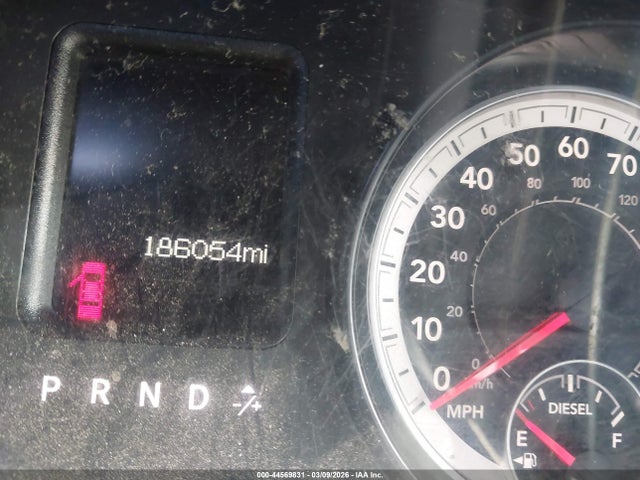 186054mi
P R N D -/+
0 10 20 30 40 50 60 70
0 20 40 60 80 100 120
km/h
MPH
DIESEL
E F
000-44569831 - 03/09/2026 - IAA Inc.